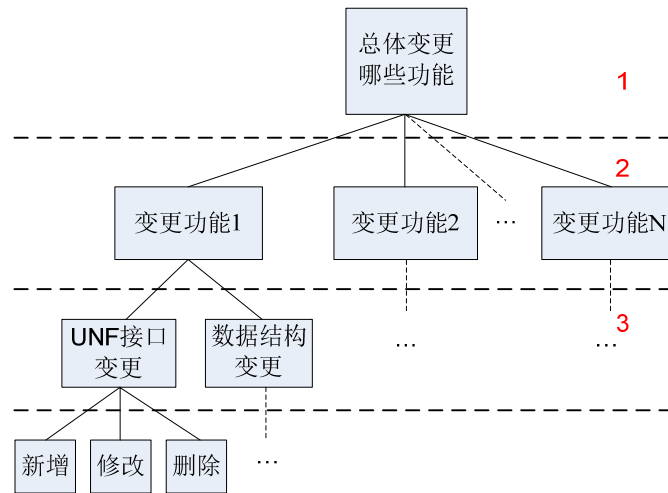 总体变更
哪些功能
1
2
变更功能1
变更功能2
…
变更功能N
3
UNF接口
变更
数据结构
变更
…
…
新增
修改
删除
…